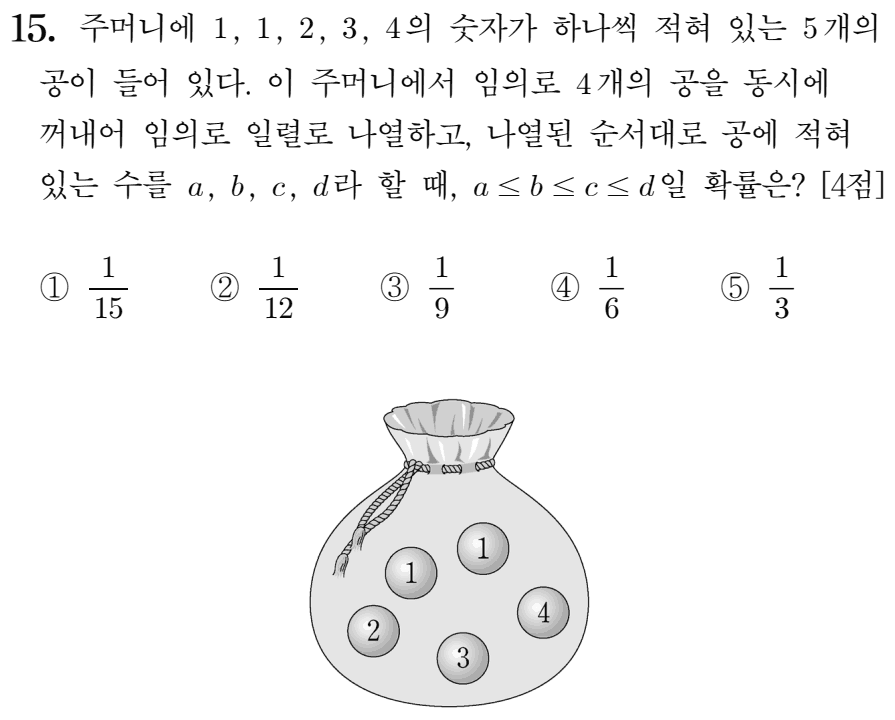 15. 주머니에 1, 1, 2, 3, 4의 숫자가 하나씩 적혀 있는 5개의
공이 들어 있다. 이 주머니에서 임의로 4개의 공을 동시에
꺼내어 임의로 일렬로 나열하고, 나열된 순서대로 공에 적혀
있는 수를 a, b, c, d라 할 때, a ≤ b ≤ c ≤ d일 확률은? [4점]
① 1/15 ② 1/12 ③ 1/9 ④ 1/6 ⑤ 1/3
1
1
4
2
3